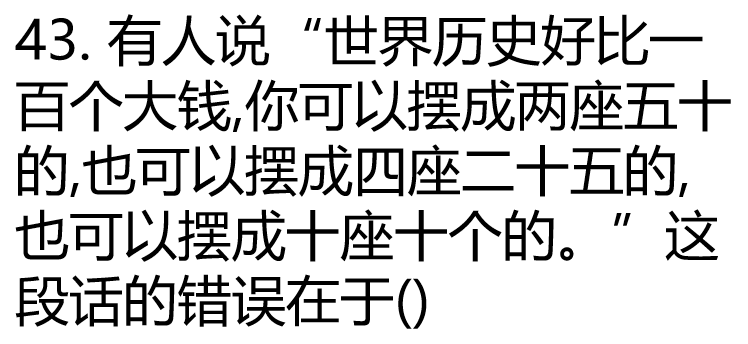 43. 有人说“世界历史好比一
百个大钱,你可以摆成两座五十
的,也可以摆成四座二十五的,
也可以摆成十座十个的。”这
段话的错误在于()